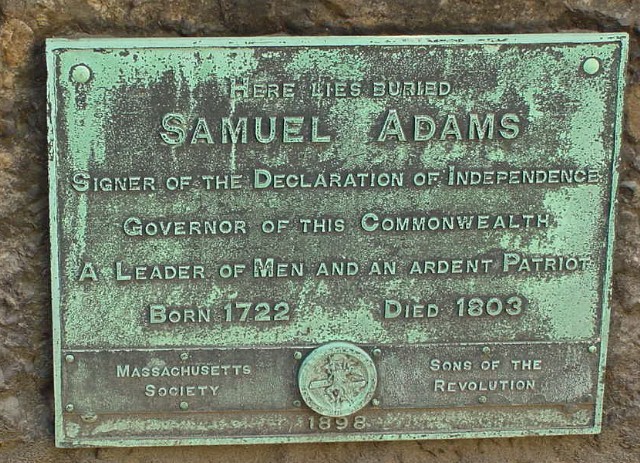 Here lies buried
Samuel Adams
Signer of the Declaration of Independence
Governor of this Commonwealth
A Leader of Men and an ardent Patriot
Born 1722 Died 1803
Massachusetts Society
Sons of the Revolution
1898